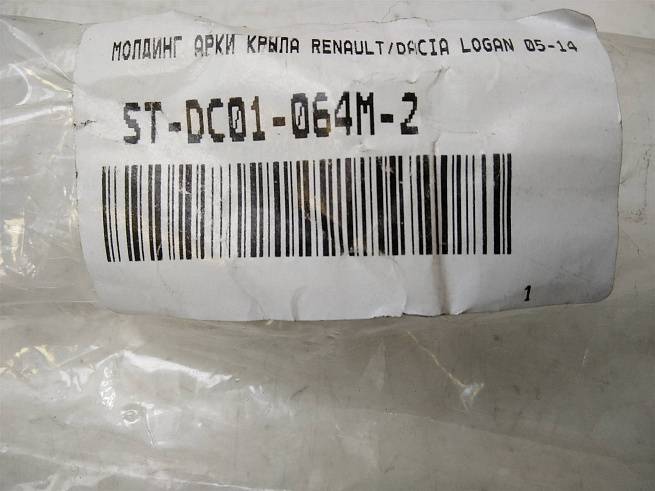 МОЛДИНГ АРКИ КРЫЛА RENAULT/DACIA LOGAN 05-14
ST-DC01-064M-2
1